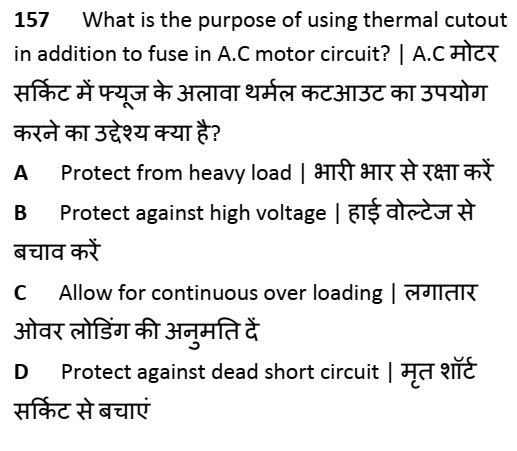 157 What is the purpose of using thermal cutout
in addition to fuse in A.C motor circuit? | A.C मोटर
सर्किट में फ्यूज के अलावा थर्मल कटआउट का उपयोग
करने का उद्देश्य क्या है?
A Protect from heavy load | भारी भार से रक्षा करें
B Protect against high voltage | हाई वोल्टेज से
बचाव करें
C Allow for continuous over loading | लगातार
ओवर लोडिंग की अनुमति दें
D Protect against dead short circuit | मृत शॉर्ट
सर्किट से बचाएं